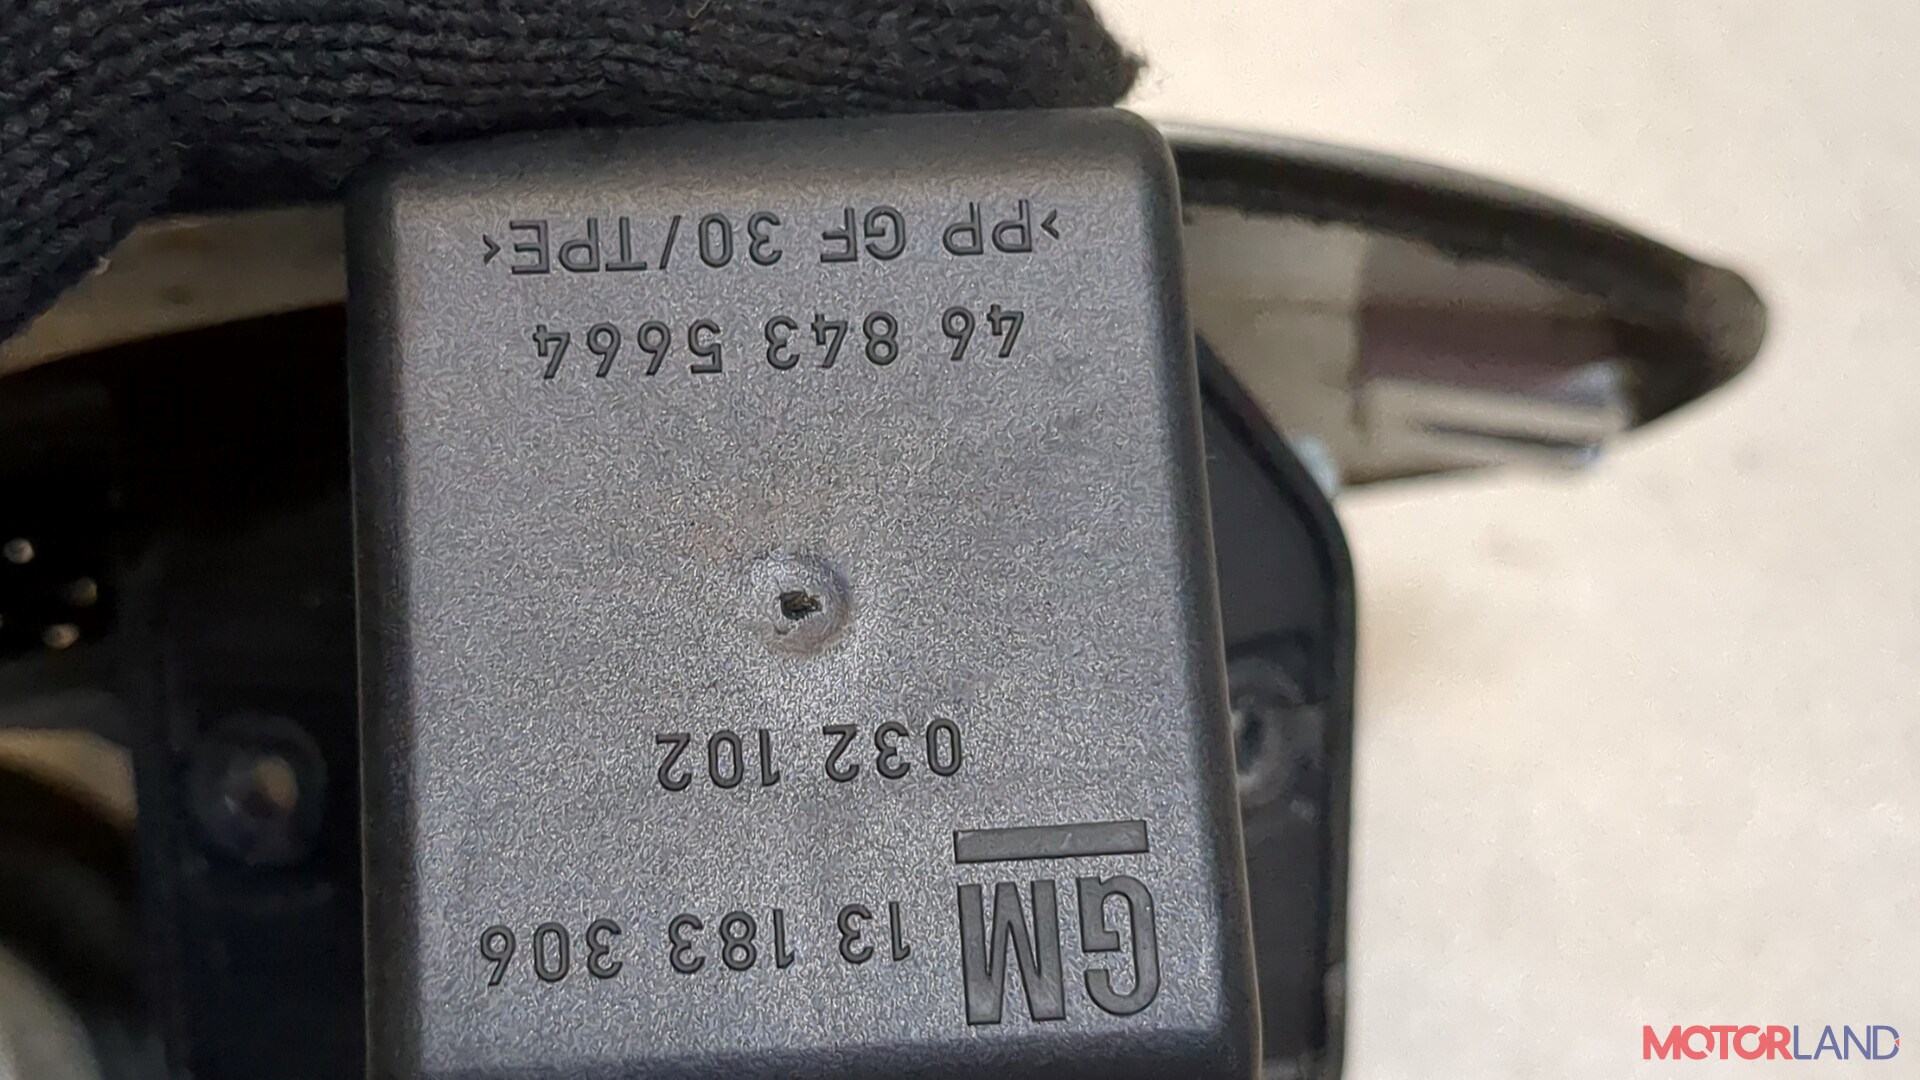 GM 13 183 306
032 102
46 843 5664
>PP GF 30/TPE<
MOTORLAND